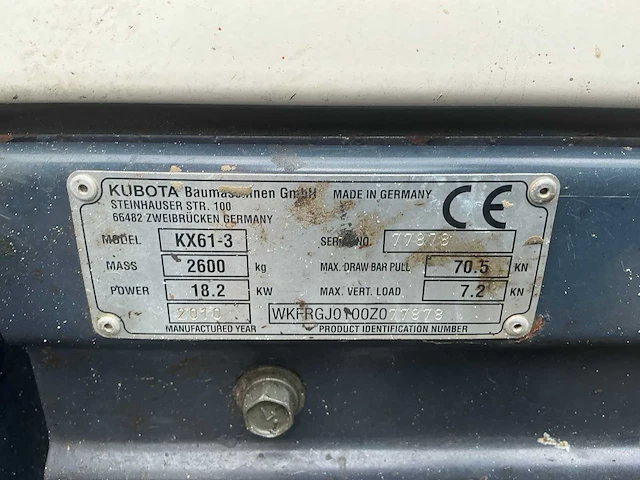 KUBOTA Baumaschinen GmbH MADE IN GERMANY CE
STEINHAUSER STR. 100
66482 ZWEIBRÜCKEN GERMANY
MODEL KX61-3 SERIAL NO. 77878
MASS 2600 kg MAX. DRAW BAR PULL 70.5 KN
POWER 18.2 KW MAX. VERT. LOAD 7.2 KN
2010 WKFRGJ0100Z077878
MANUFACTURED YEAR PRODUCT IDENTIFICATION NUMBER